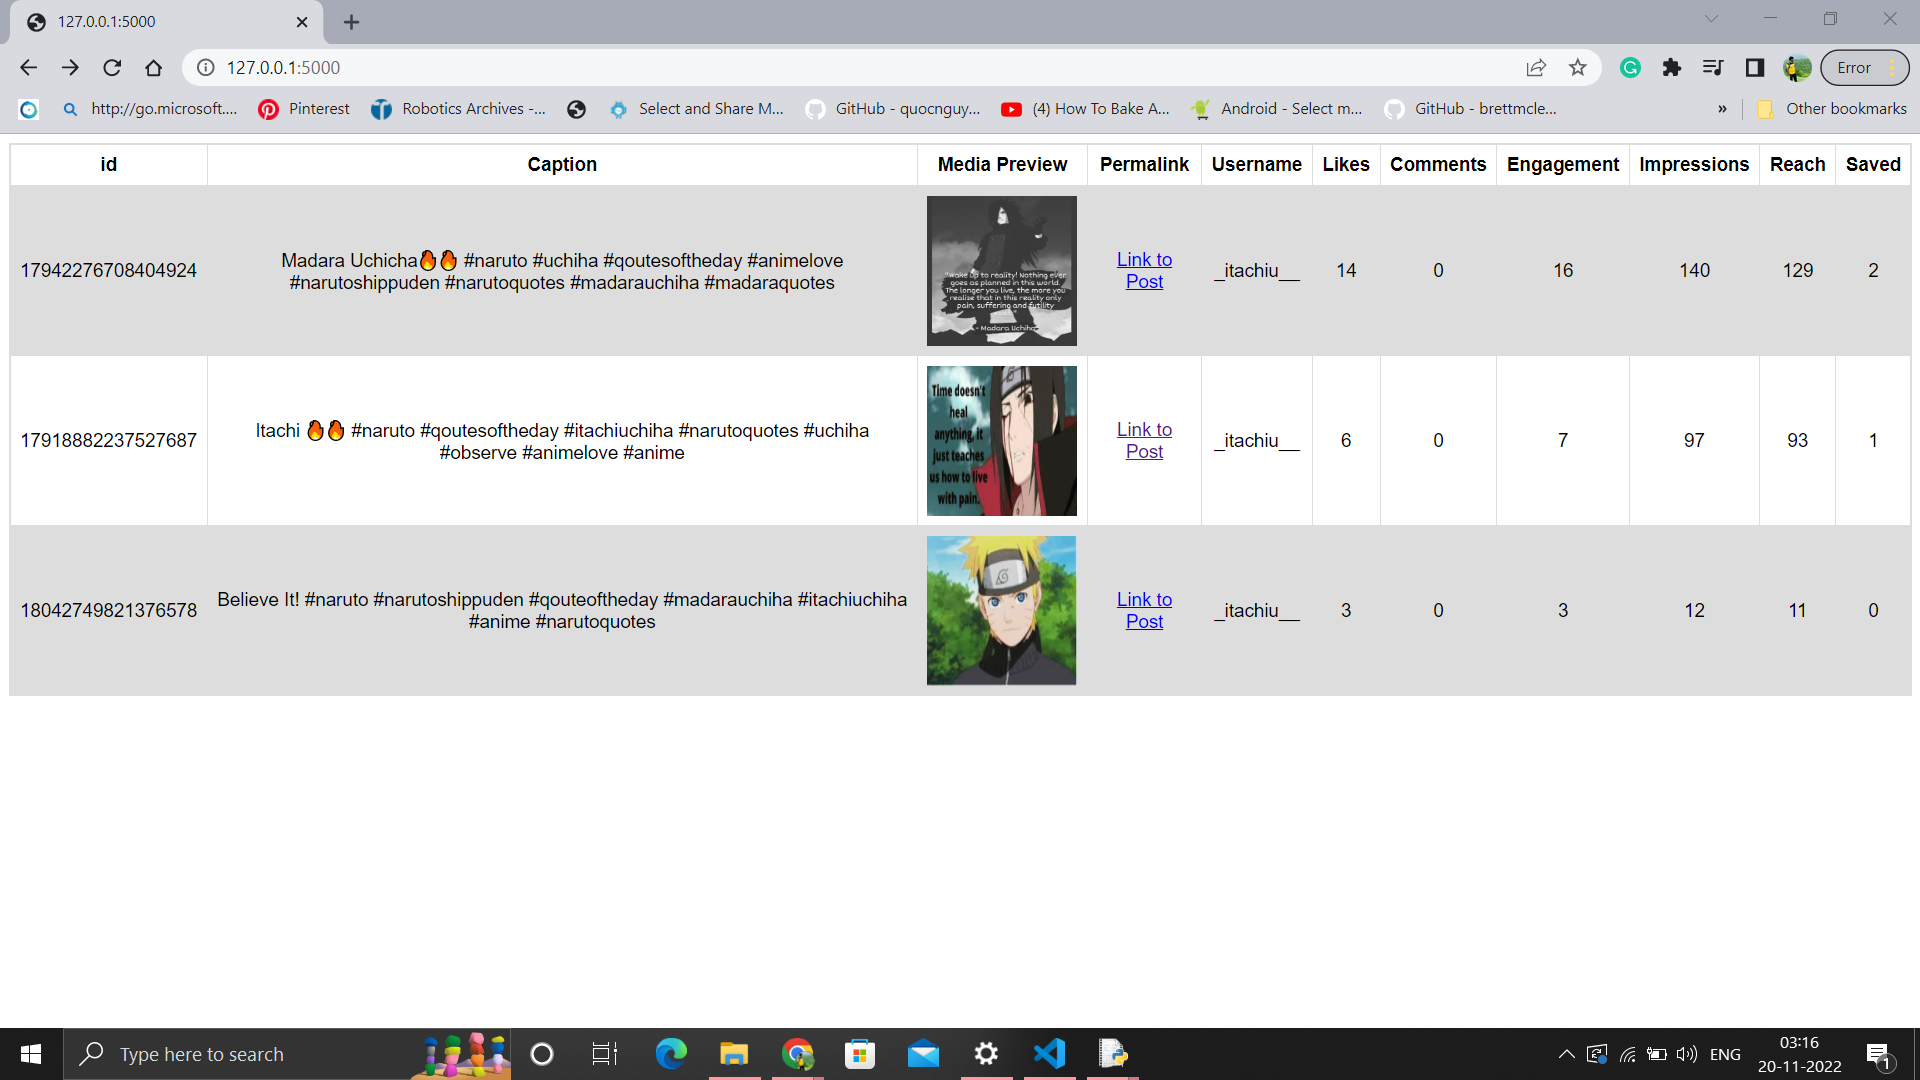 127.0.0.1:5000
127.0.0.1:5000
Error
http://go.microsoft....
Pinterest
Robotics Archives -...
Select and Share M...
GitHub - quocnguy...
(4) How To Bake A...
Android - Select m...
GitHub - brettmcle...
»
Other bookmarks
id Caption Media Preview Permalink Username Likes Comments Engagement Impressions Reach Saved
17942276708404924
Madara Uchicha🔥🔥 #naruto #uchiha #qoutesoftheday #animelove
#narutoshippuden #narutoquotes #madarauchiha #madaraquotes
"Wake up to reality! Nothing ever
goes as planned in this world.
The longer you live, the more you
realize that in this reality only
pain, suffering and futility
- Madara Uchiha
Link to
Post
_itachiu__ 14 0 16 140 129 2
17918882237527687
Itachi 🔥🔥 #naruto #qoutesoftheday #itachiuchiha #narutoquotes #uchiha
#observe #animelove #anime
Time doesn't
heal
anything, it
just teaches
us how to live
with pain.
Link to
Post
_itachiu__ 6 0 7 97 93 1
18042749821376578
Believe It! #naruto #narutoshippuden #qouteoftheday #madarauchiha #itachiuchiha
#anime #narutoquotes
Link to
Post
_itachiu__ 3 0 3 12 11 0
Type here to search
ENG
03:16
20-11-2022
1